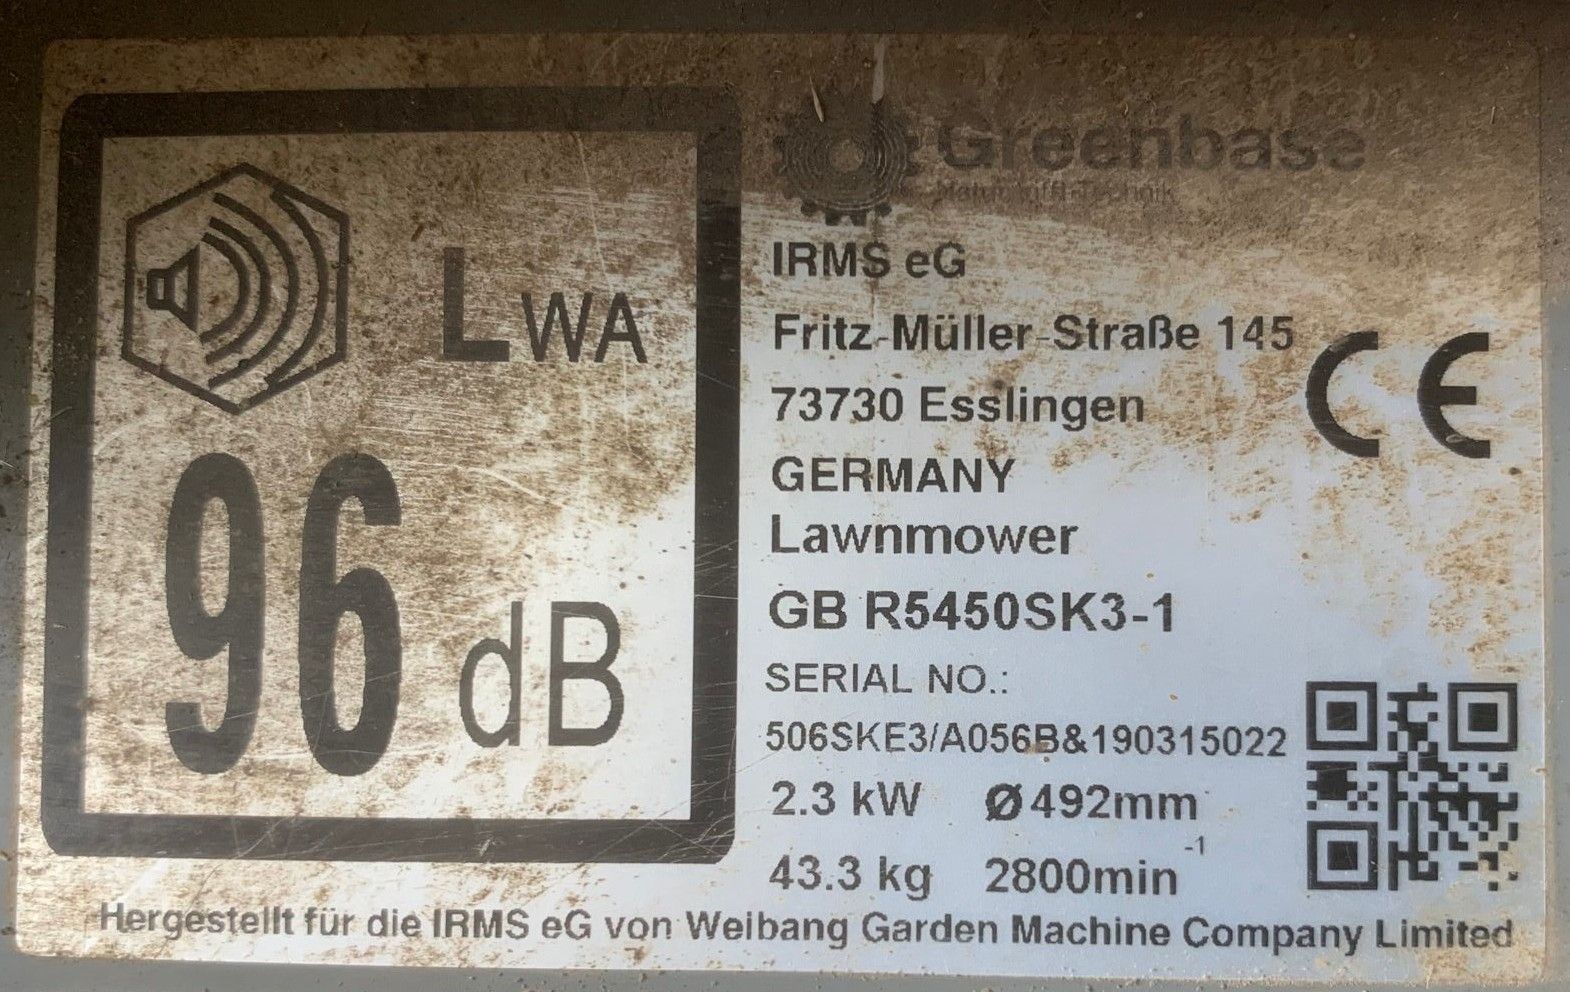 LWA
96 dB
Greenbase
IRMS eG
Fritz-Müller-Straße 145
73730 Esslingen
GERMANY
CE
Lawnmower
GB R5450SK3-1
SERIAL NO.:
506SKE3/A056B&190315022
2.3 kW Ø492mm
43.3 kg 2800min-1
Hergestellt für die IRMS eG von Weibang Garden Machine Company Limited